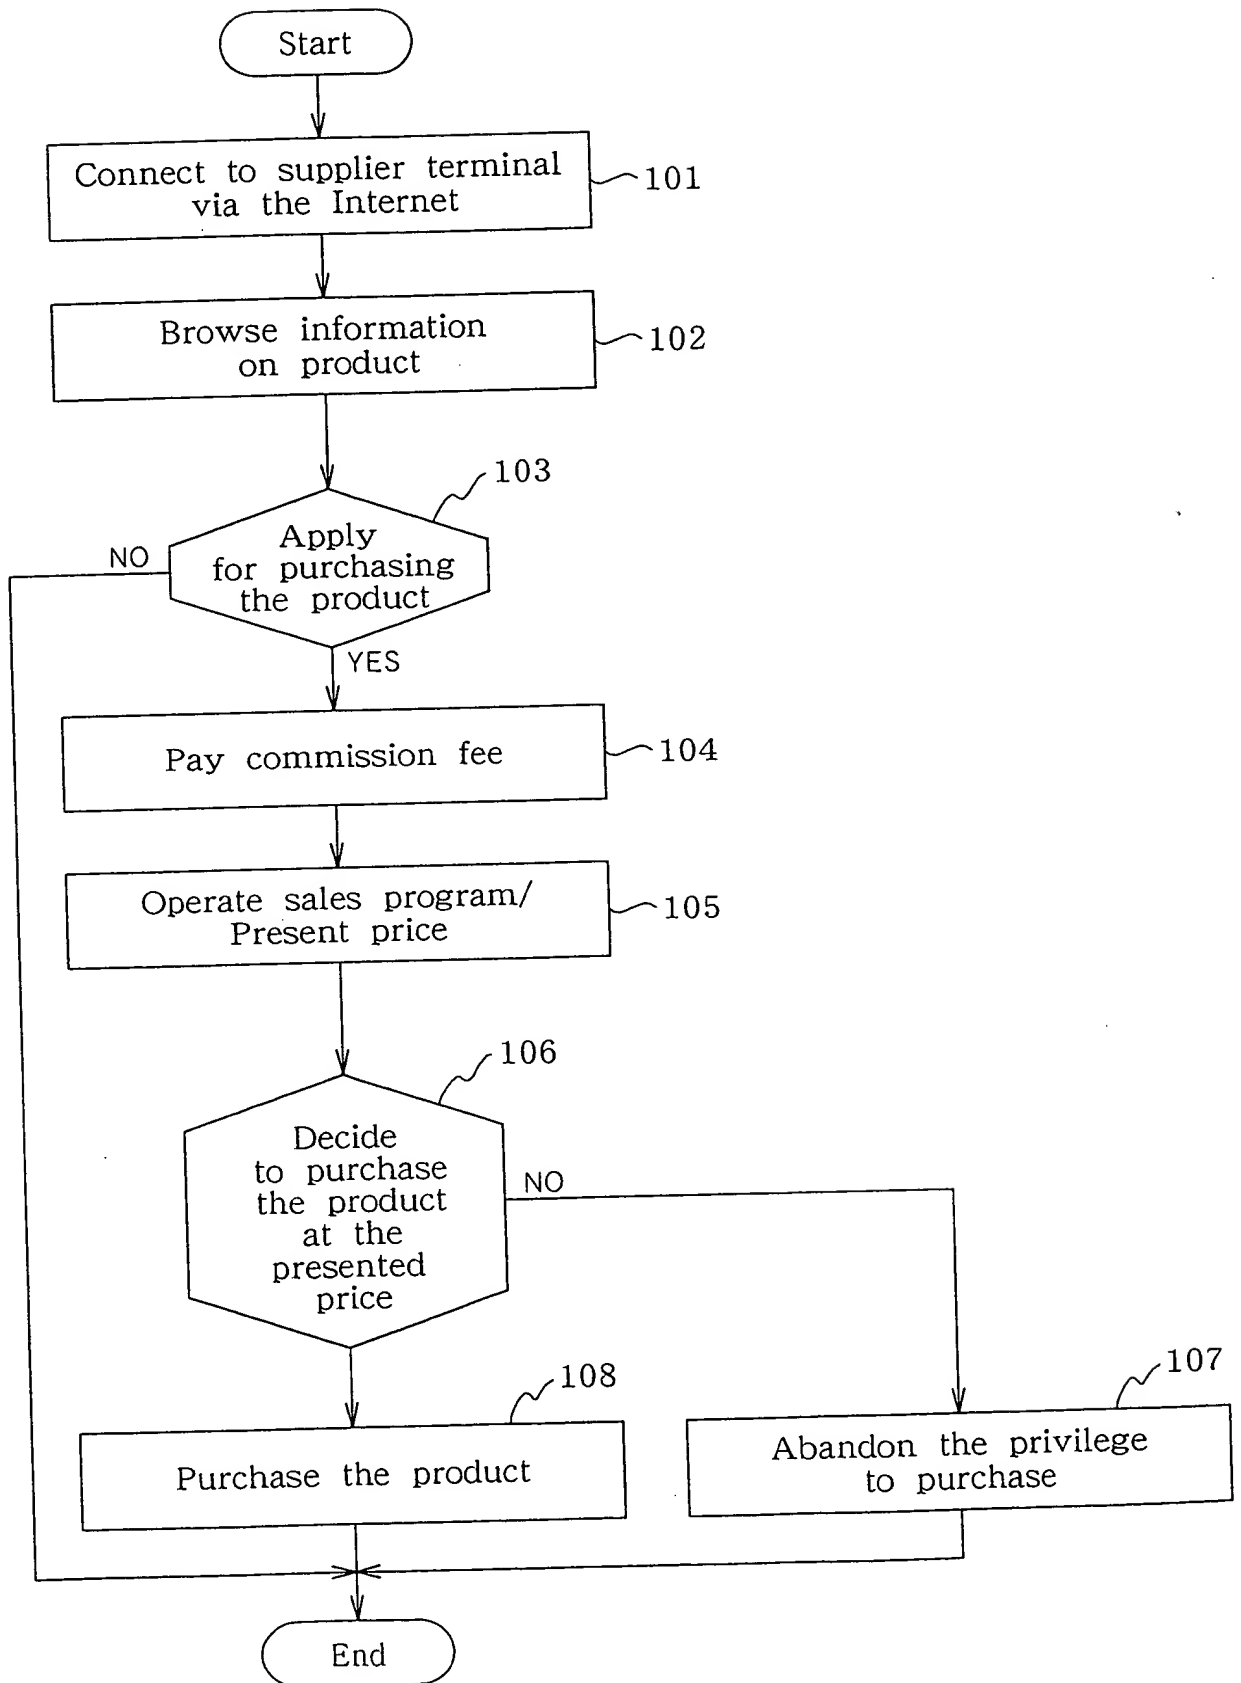 Start
Connect to supplier terminal
via the Internet
101
Browse information
on product
102
103
Apply
for purchasing
the product
NO
YES
Pay commission fee
104
Operate sales program/
Present price
105
106
Decide
to purchase
the product
at the
presented
price
NO
108
Purchase the product
107
Abandon the privilege
to purchase
End